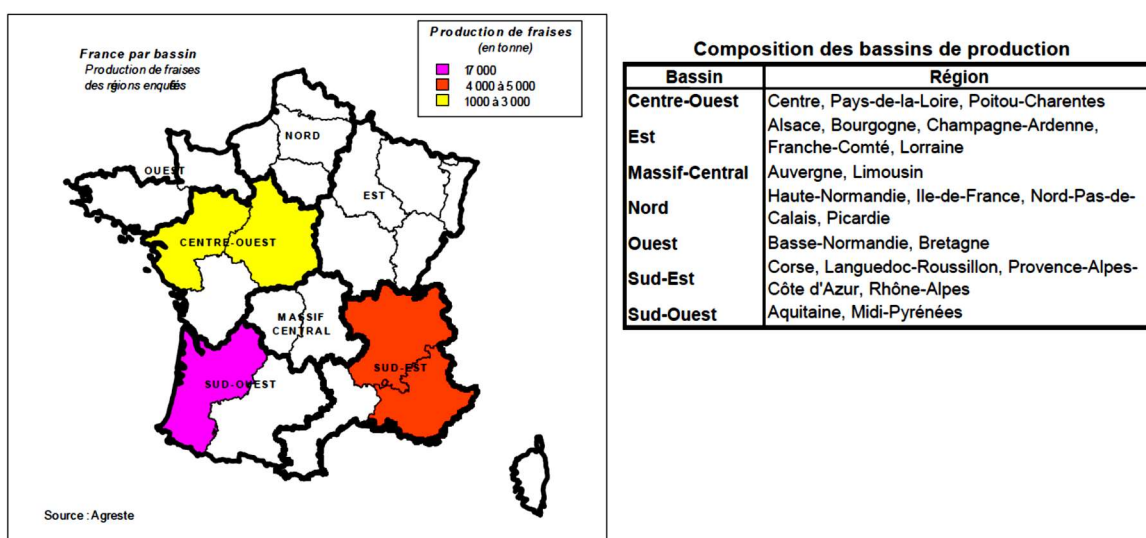 France par bassin
Production de fraises
des régions enquêtés
Production de fraises
(en tonne)
17 000
4 000 à 5 000
1000 à 3 000
NORD
OUEST
EST
CENTRE-OUEST
MASSIF
CENTRAL
SUD-EST
SUD-OUEST
Source : Agreste
Composition des bassins de production
Bassin Région
Centre-Ouest Centre, Pays-de-la-Loire, Poitou-Charentes
Est Alsace, Bourgogne, Champagne-Ardenne,
Franche-Comté, Lorraine
Massif-Central Auvergne, Limousin
Nord Haute-Normandie, Ile-de-France, Nord-Pas-de-
Calais, Picardie
Ouest Basse-Normandie, Bretagne
Sud-Est Corse, Languedoc-Roussillon, Provence-Alpes-
Côte d'Azur, Rhône-Alpes
Sud-Ouest Aquitaine, Midi-Pyrénées